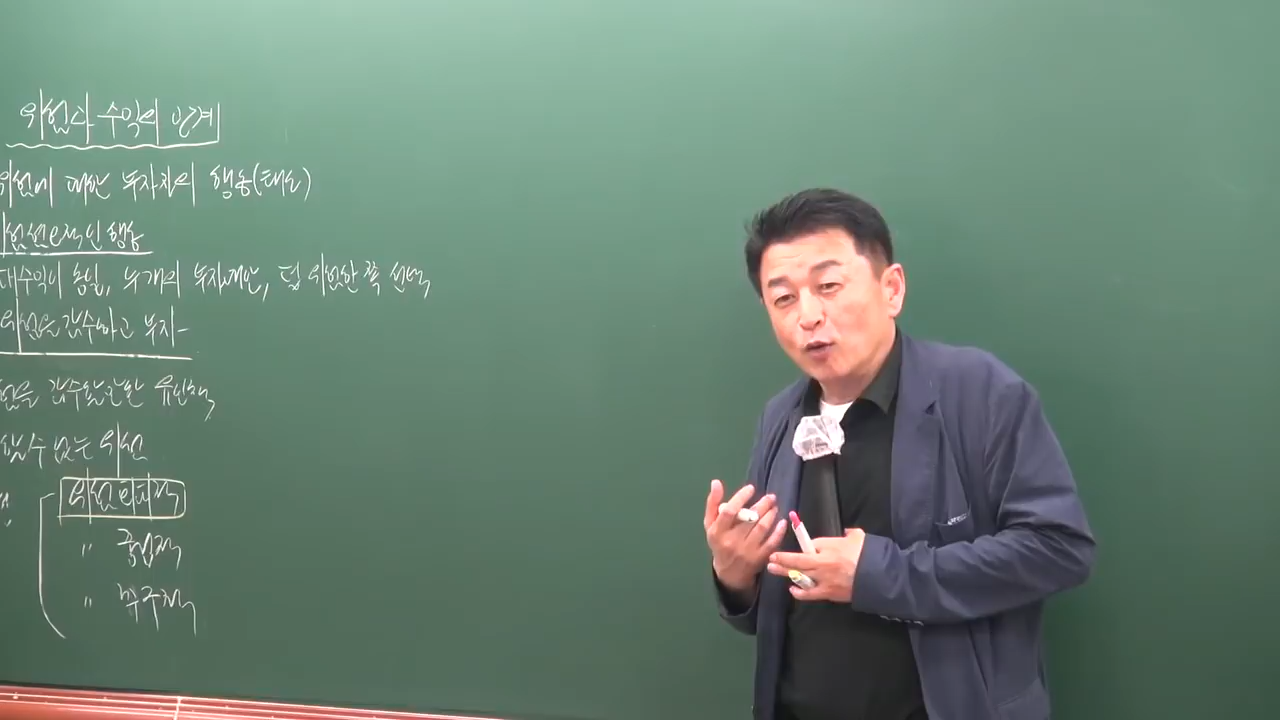 위험과 수익의 관계
위험에 대한 투자자의 행동(태도)
위험회피적인 행동
대수익이 동일, 두개의 투자대안, 덜 위험한 쪽 선택
위험을 감수하고 투자-
험을 감수할만한 유인책
할수 없는 위험
위험회피적
〃 중립적
〃 추구적